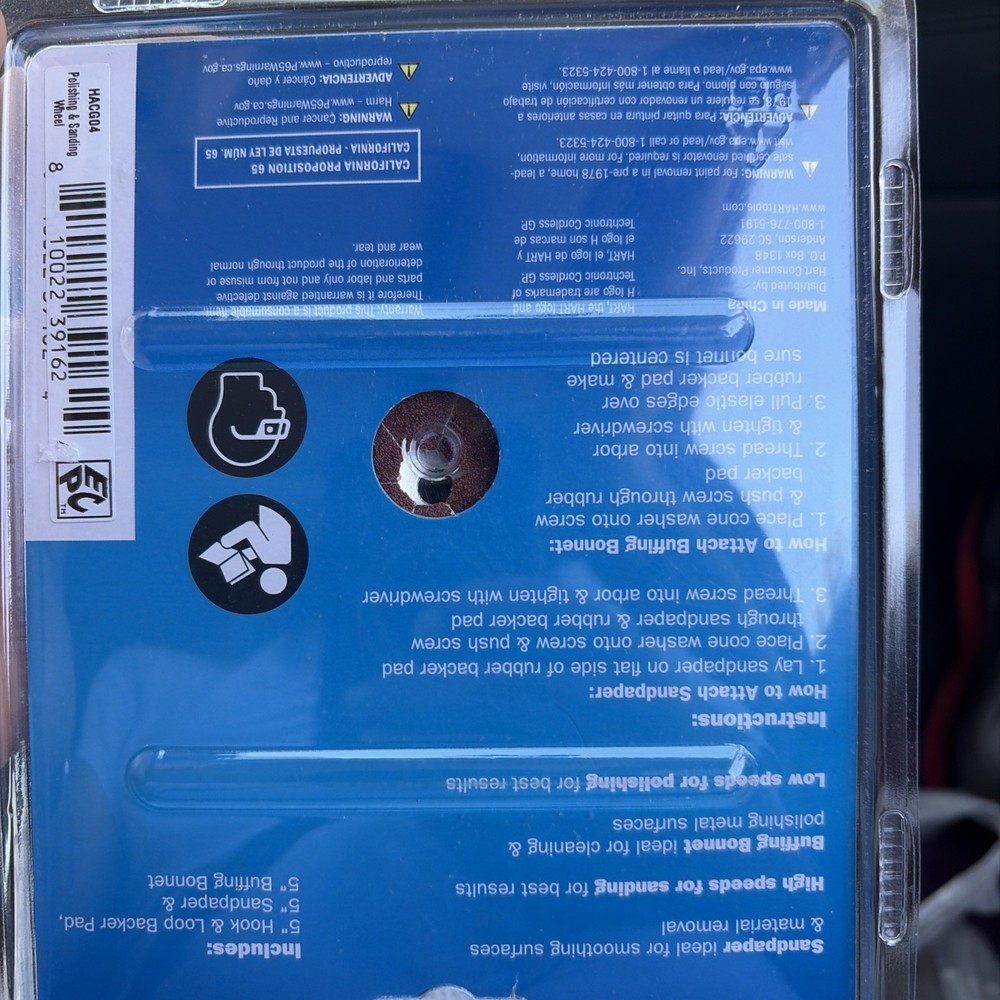 Sandpaper ideal for smoothing surfaces
& material removal
High speeds for sanding for best results
Buffing Bonnet ideal for cleaning &
polishing metal surfaces
Low speeds for polishing for best results
Includes:
5" Hook & Loop Backer Pad,
5" Sandpaper &
5" Buffing Bonnet
Instructions:
How to Attach Sandpaper:
1. Lay sandpaper on flat side of rubber backer pad
2. Place cone washer onto screw & push screw
through sandpaper & rubber backer pad
3. Thread screw into arbor & tighten with screwdriver
How to Attach Buffing Bonnet:
1. Place cone washer onto screw
& push screw through rubber
backer pad
2. Thread screw into arbor
& tighten with screwdriver
3. Pull elastic edges over
rubber backer pad & make
sure bonnet is centered
Made in China
Distributed by:
Hart Consumer Products, Inc.
P.O. Box 1348
Anderson, SC 29622
1-800-776-5191
www.HARTtools.com
HART, the HART logo and
H logo are trademarks of
Techtronic Cordless GP
HART, el logo de HART y
el logo H son marcas de
Techtronic Cordless GP
Warranty: This product is a consumable item.
Therefore it is warranted against defective
parts and labor only and not from misuse or
deterioration of the product through normal
wear and tear.
WARNING: For paint removal in a pre-1978 home, a lead-
safe certified renovator is required. For more information,
visit www.epa.gov/lead or call 1-800-424-5323.
ADVERTENCIA: Para quitar pintura en casas anteriores a
1978, se requiere un renovador con certificación de trabajo
seguro con plomo. Para obtener más información, visite
www.epa.gov/lead o llame al 1-800-424-5323.
CALIFORNIA PROPOSITION 65
CALIFORNIA - PROPUESTA DE LEY NÚM. 65
WARNING: Cancer and Reproductive
Harm – www.P65Warnings.ca.gov
ADVERTENCIA: Cáncer y daño
reproductivo – www.P65Warnings.ca.gov
HACG04
Polishing & Sanding
Wheel
8 10022 39162 4
EC
P™